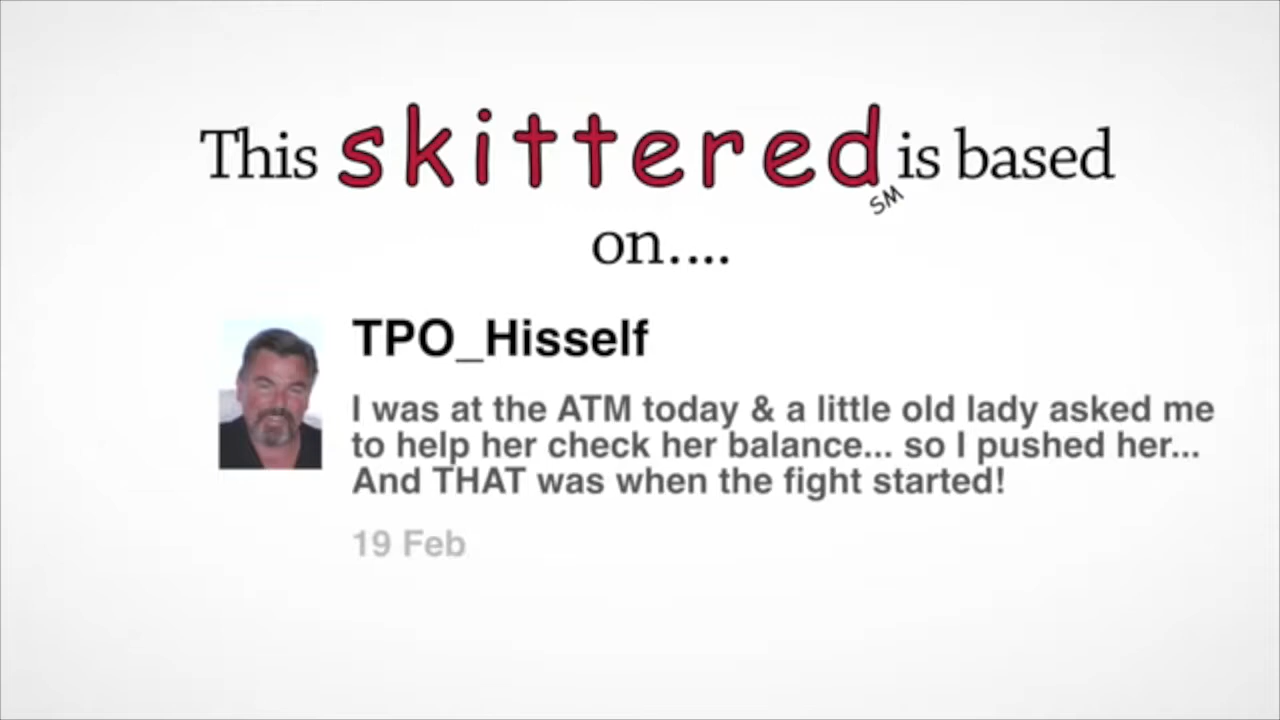 This skittered SM is based
on....
TPO_Hisself
I was at the ATM today & a little old lady asked me
to help her check her balance... so I pushed her...
And THAT was when the fight started!
19 Feb